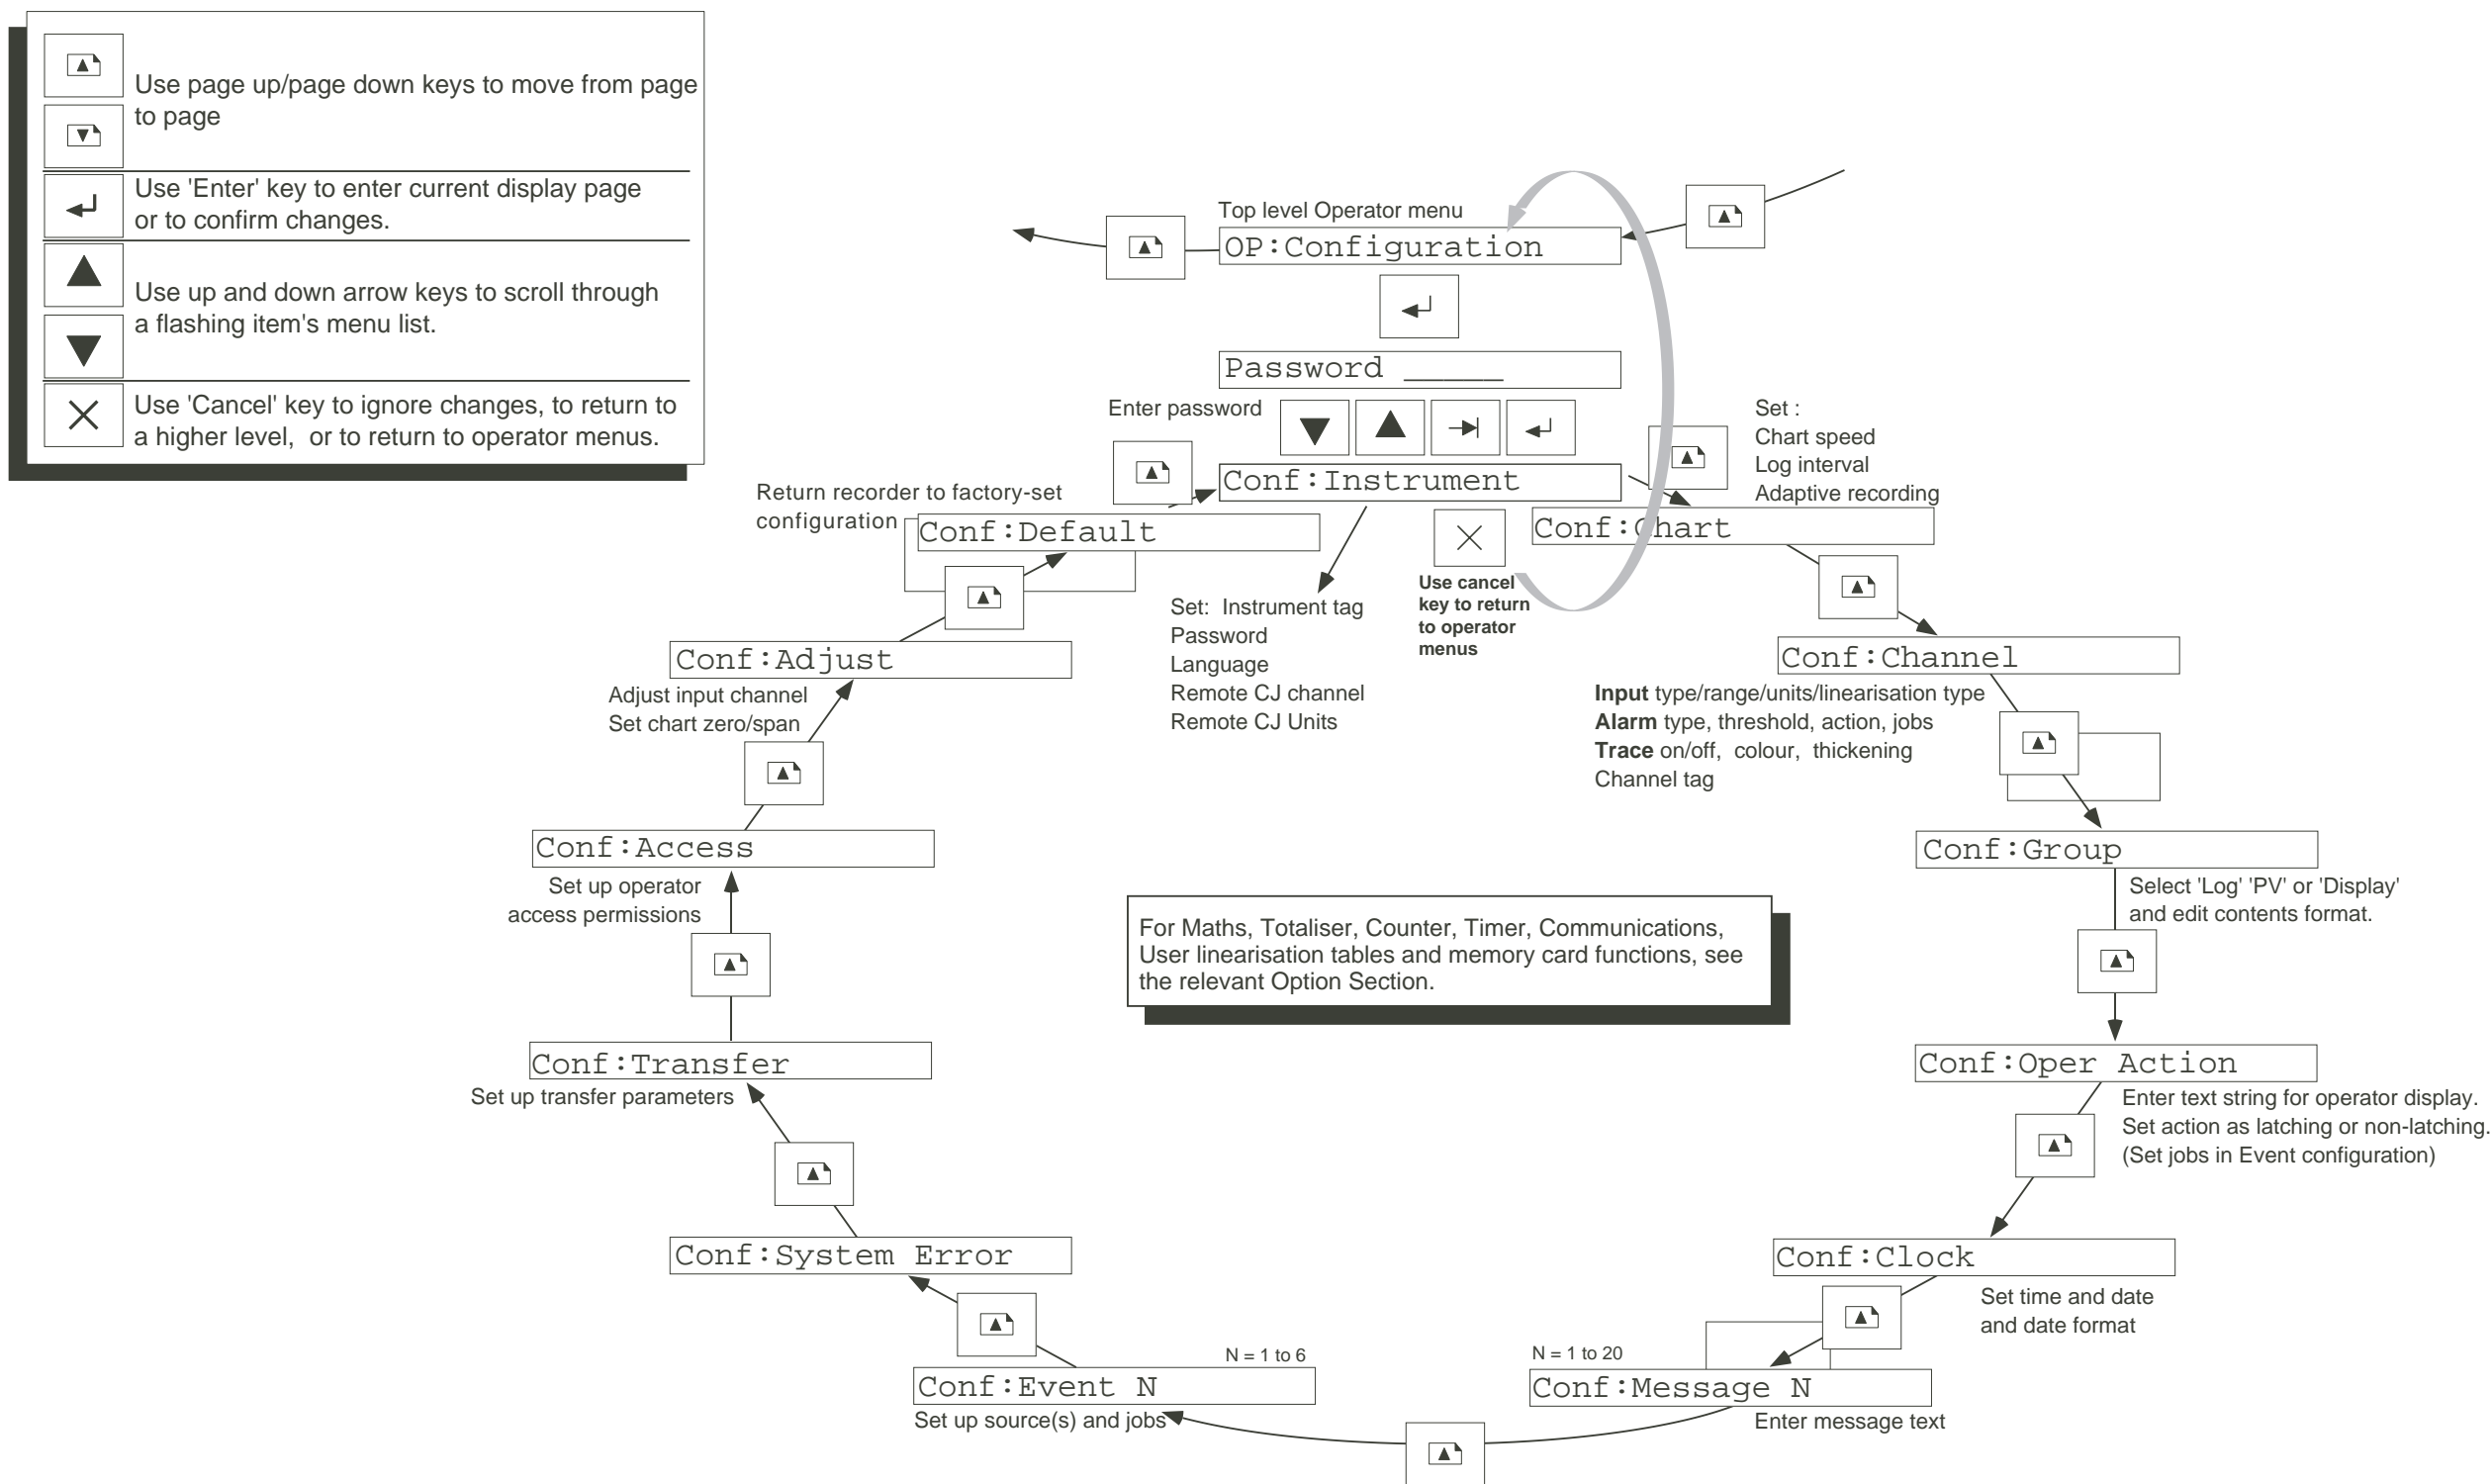 Use page up/page down keys to move from page
to page
Use 'Enter' key to enter current display page
or to confirm changes.
Use up and down arrow keys to scroll through
a flashing item's menu list.
Use 'Cancel' key to ignore changes, to return to
a higher level, or to return to operator menus.
Top level Operator menu
OP:Configuration
Password _____
Enter password
Conf:Instrument
Set: Instrument tag
Password
Language
Remote CJ channel
Remote CJ Units
Use cancel
key to return
to operator
menus
Set :
Chart speed
Log interval
Adaptive recording
Conf:Chart
Conf:Channel
Input type/range/units/linearisation type
Alarm type, threshold, action, jobs
Trace on/off, colour, thickening
Channel tag
Conf:Group
Select 'Log' 'PV' or 'Display'
and edit contents format.
Conf:Oper Action
Enter text string for operator display.
Set action as latching or non-latching.
(Set jobs in Event configuration)
Conf:Clock
Set time and date
and date format
N = 1 to 20
Conf:Message N
Enter message text
N = 1 to 6
Conf:Event N
Set up source(s) and jobs
Conf:System Error
Conf:Transfer
Set up transfer parameters
Conf:Access
Set up operator
access permissions
Conf:Adjust
Adjust input channel
Set chart zero/span
Return recorder to factory-set
configuration
Conf:Default
For Maths, Totaliser, Counter, Timer, Communications,
User linearisation tables and memory card functions, see
the relevant Option Section.